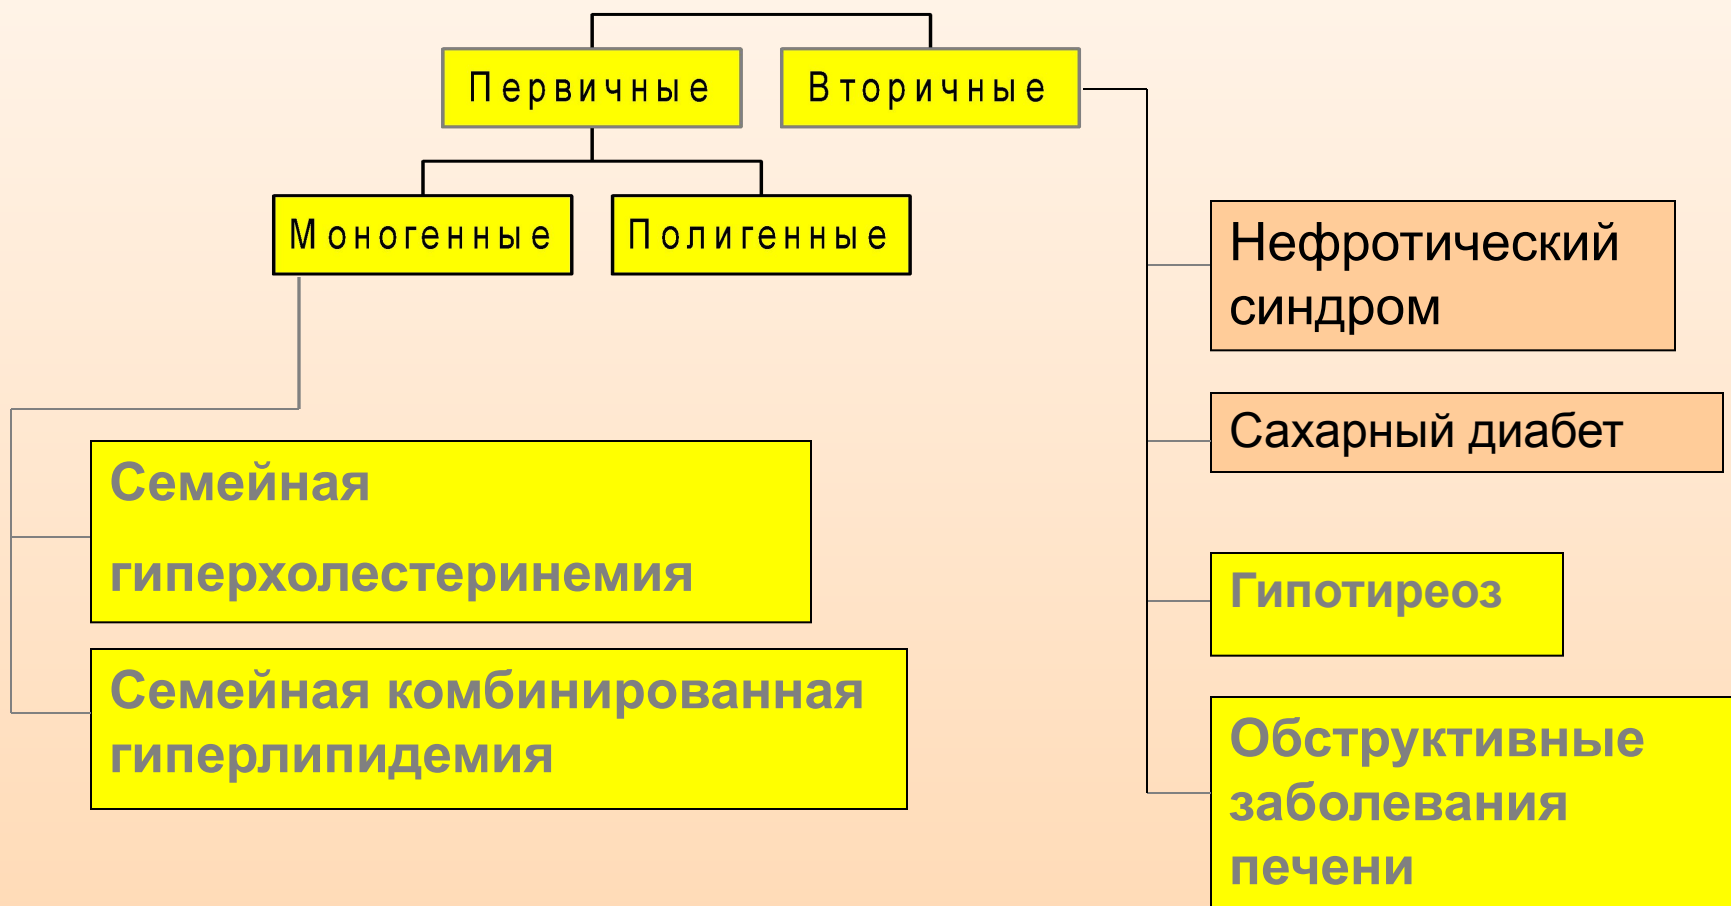 Первичные
Вторичные
Моногенные
Полигенные
Нефротический
синдром
Сахарный диабет
Семейная
гиперхолестеринемия
Гипотиреоз
Семейная комбинированная
гиперлипидемия
Обструктивные
заболевания
печени